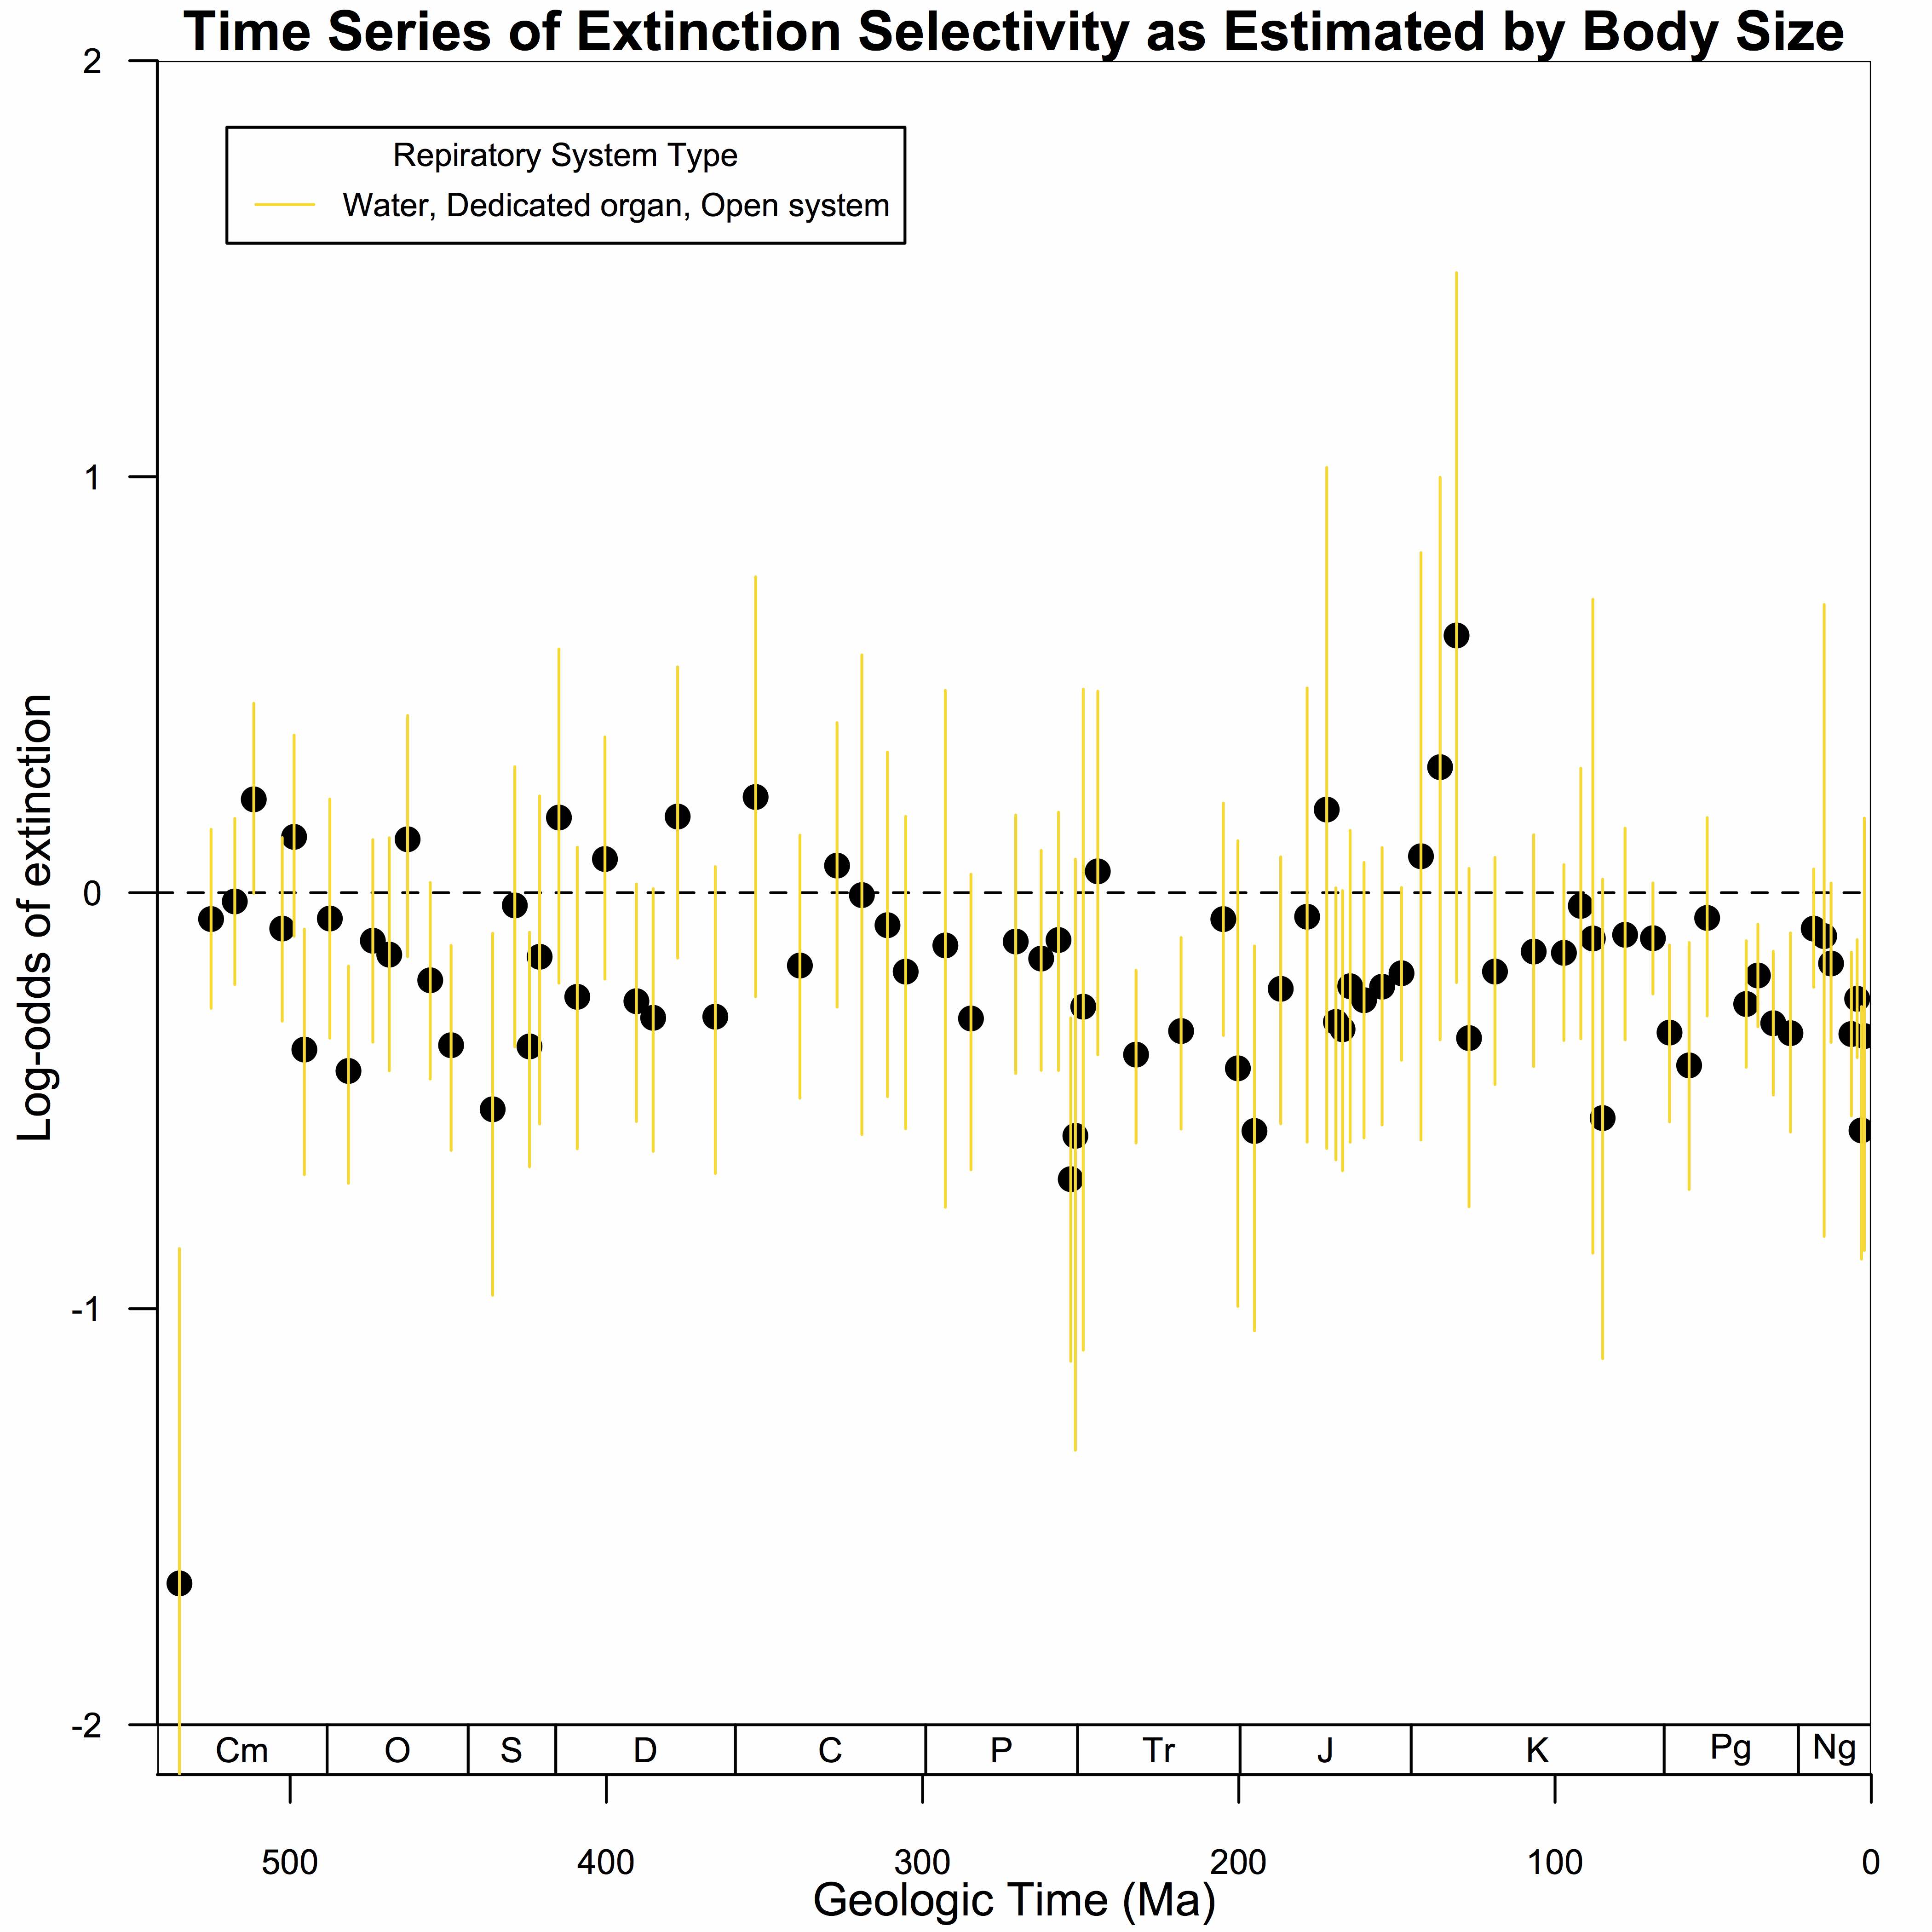 Time Series of Extinction Selectivity as Estimated by Body Size
Repiratory System Type
Water, Dedicated organ, Open system
Log-odds of extinction
2
1
0
-1
-2
Cm O S D C P Tr J K Pg Ng
500 400 300 200 100 0
Geologic Time (Ma)